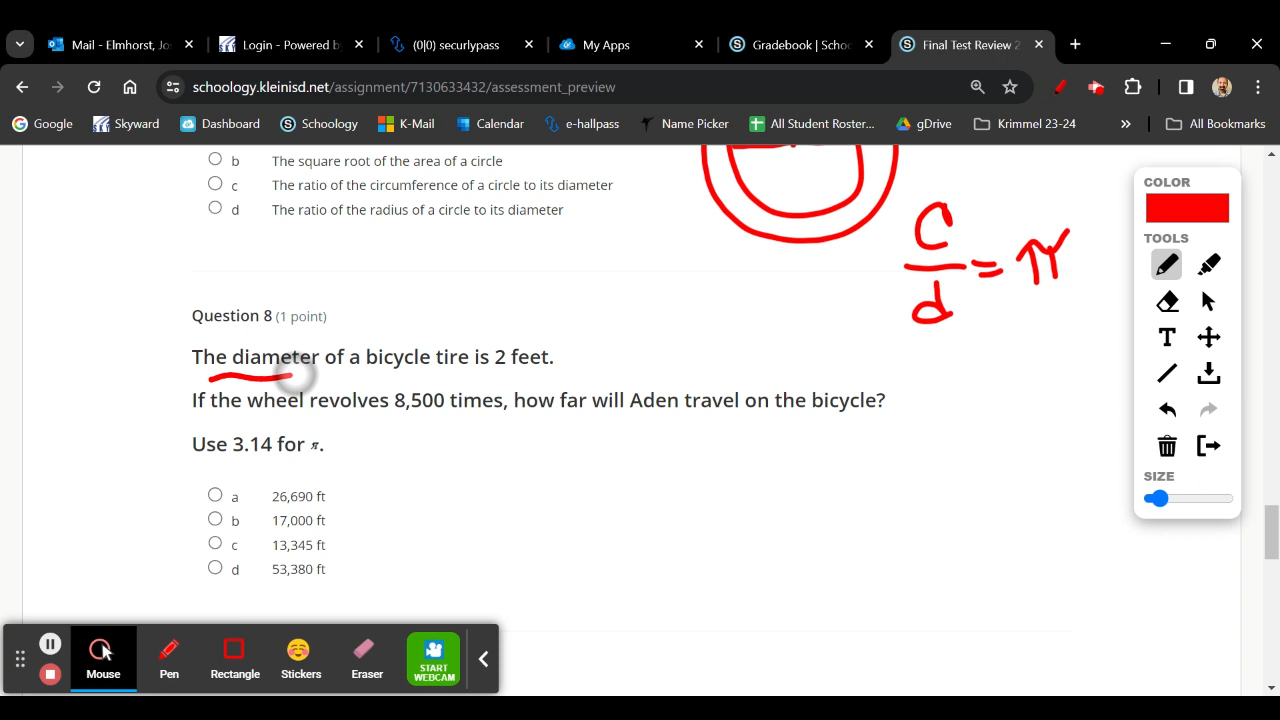 Mail - Elmhorst, Jos
Login - Powered by
(0|0) securlypass
My Apps
Gradebook | Schoo
Final Test Review 2
schoology.kleinisd.net/assignment/7130633432/assessment_preview
Google
Skyward
Dashboard
Schoology
K-Mail
Calendar
e-hallpass
Name Picker
All Student Roster...
gDrive
Krimmel 23-24
»
All Bookmarks
b The square root of the area of a circle
c The ratio of the circumference of a circle to its diameter
d The ratio of the radius of a circle to its diameter
C
d
= π
Question 8 (1 point)
The diameter of a bicycle tire is 2 feet.
If the wheel revolves 8,500 times, how far will Aden travel on the bicycle?
Use 3.14 for π.
a 26,690 ft
b 17,000 ft
c 13,345 ft
d 53,380 ft
COLOR
TOOLS
T
SIZE
Mouse
Pen
Rectangle
Stickers
Eraser
START
WEBCAM